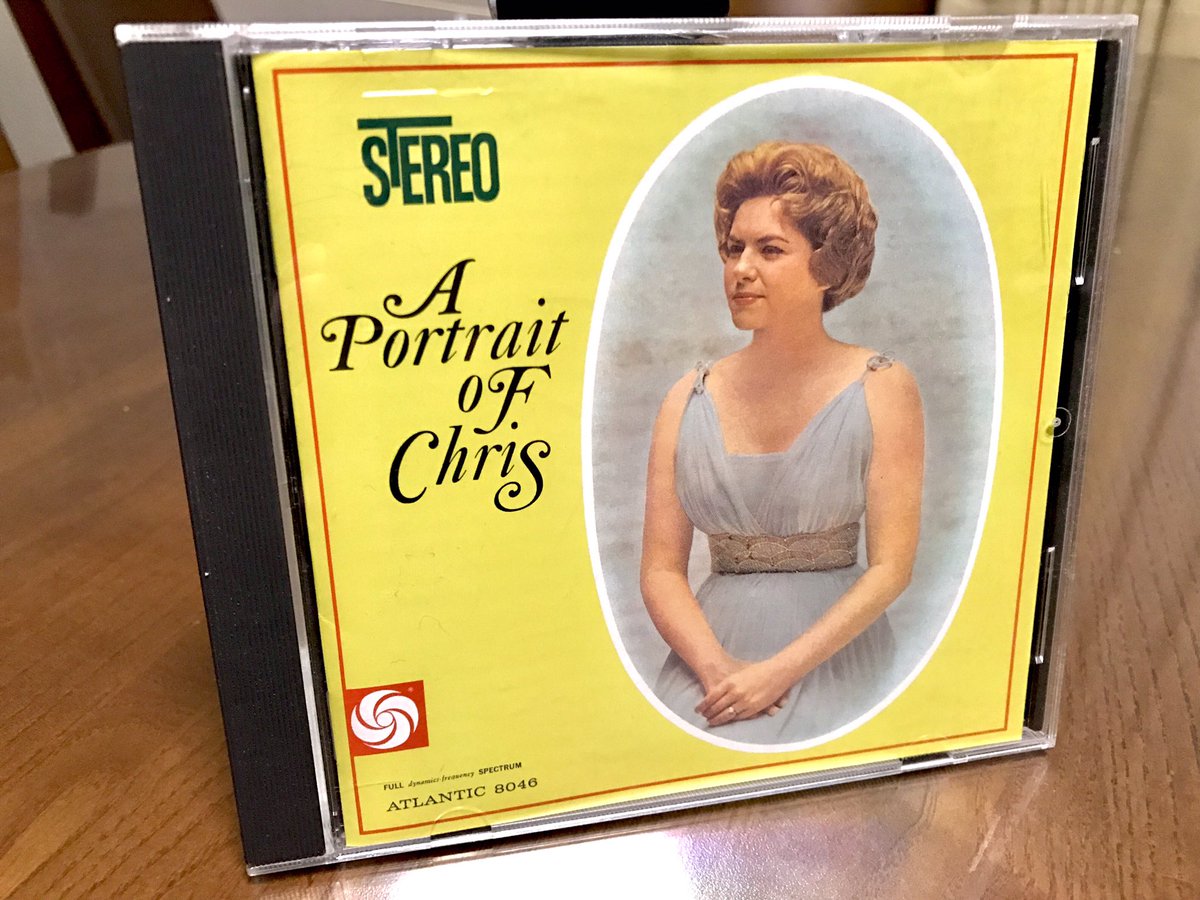 STEREO
A
Portrait
of
Chris
FULL dynamics-frequency SPECTRUM
ATLANTIC 8046